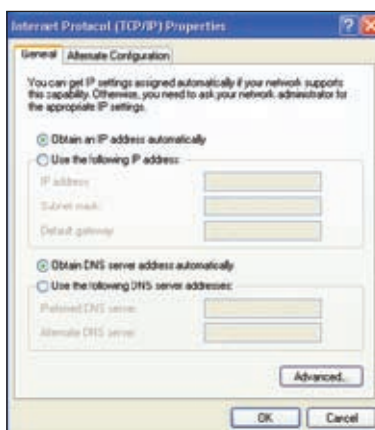 Internet Protocol (TCP/IP) Properties
General
Alternate Configuration
You can get IP settings assigned automatically if your network supports
this capability. Otherwise, you need to ask your network administrator for
the appropriate IP settings.
Obtain an IP address automatically
Use the following IP address:
IP address:
Subnet mask:
Default gateway:
Obtain DNS server address automatically
Use the following DNS server addresses:
Preferred DNS server:
Alternate DNS server:
Advanced...
OK
Cancel